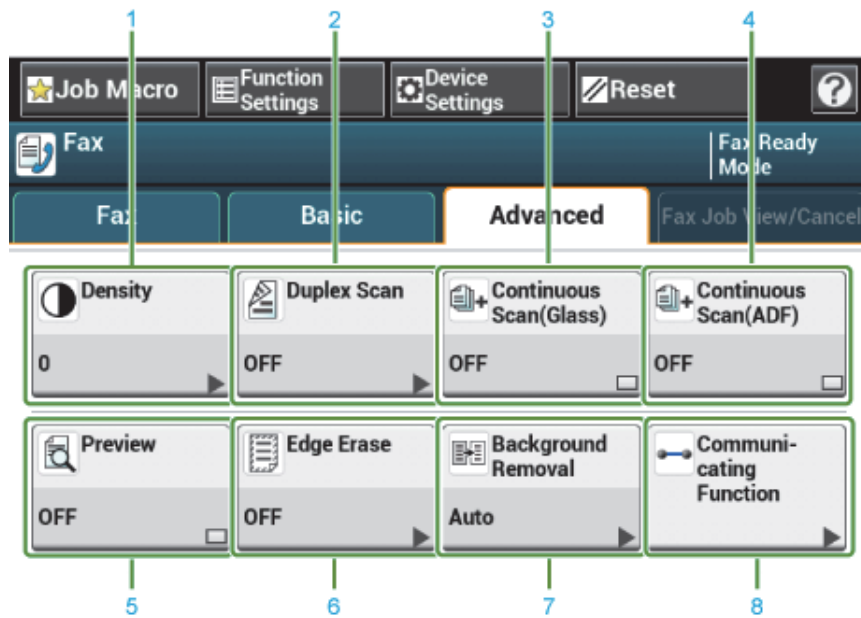 1 2 3 4
Job Macro
Function
Settings
Device
Settings
Reset
?
Fax
Fax Ready
Mode
Fax Basic Advanced Fax Job View/Cancel
Density
0
Duplex Scan
OFF
Continuous
Scan(Glass)
OFF
Continuous
Scan(ADF)
OFF
Preview
OFF
Edge Erase
OFF
Background
Removal
Auto
Communi-
cating
Function
5 6 7 8